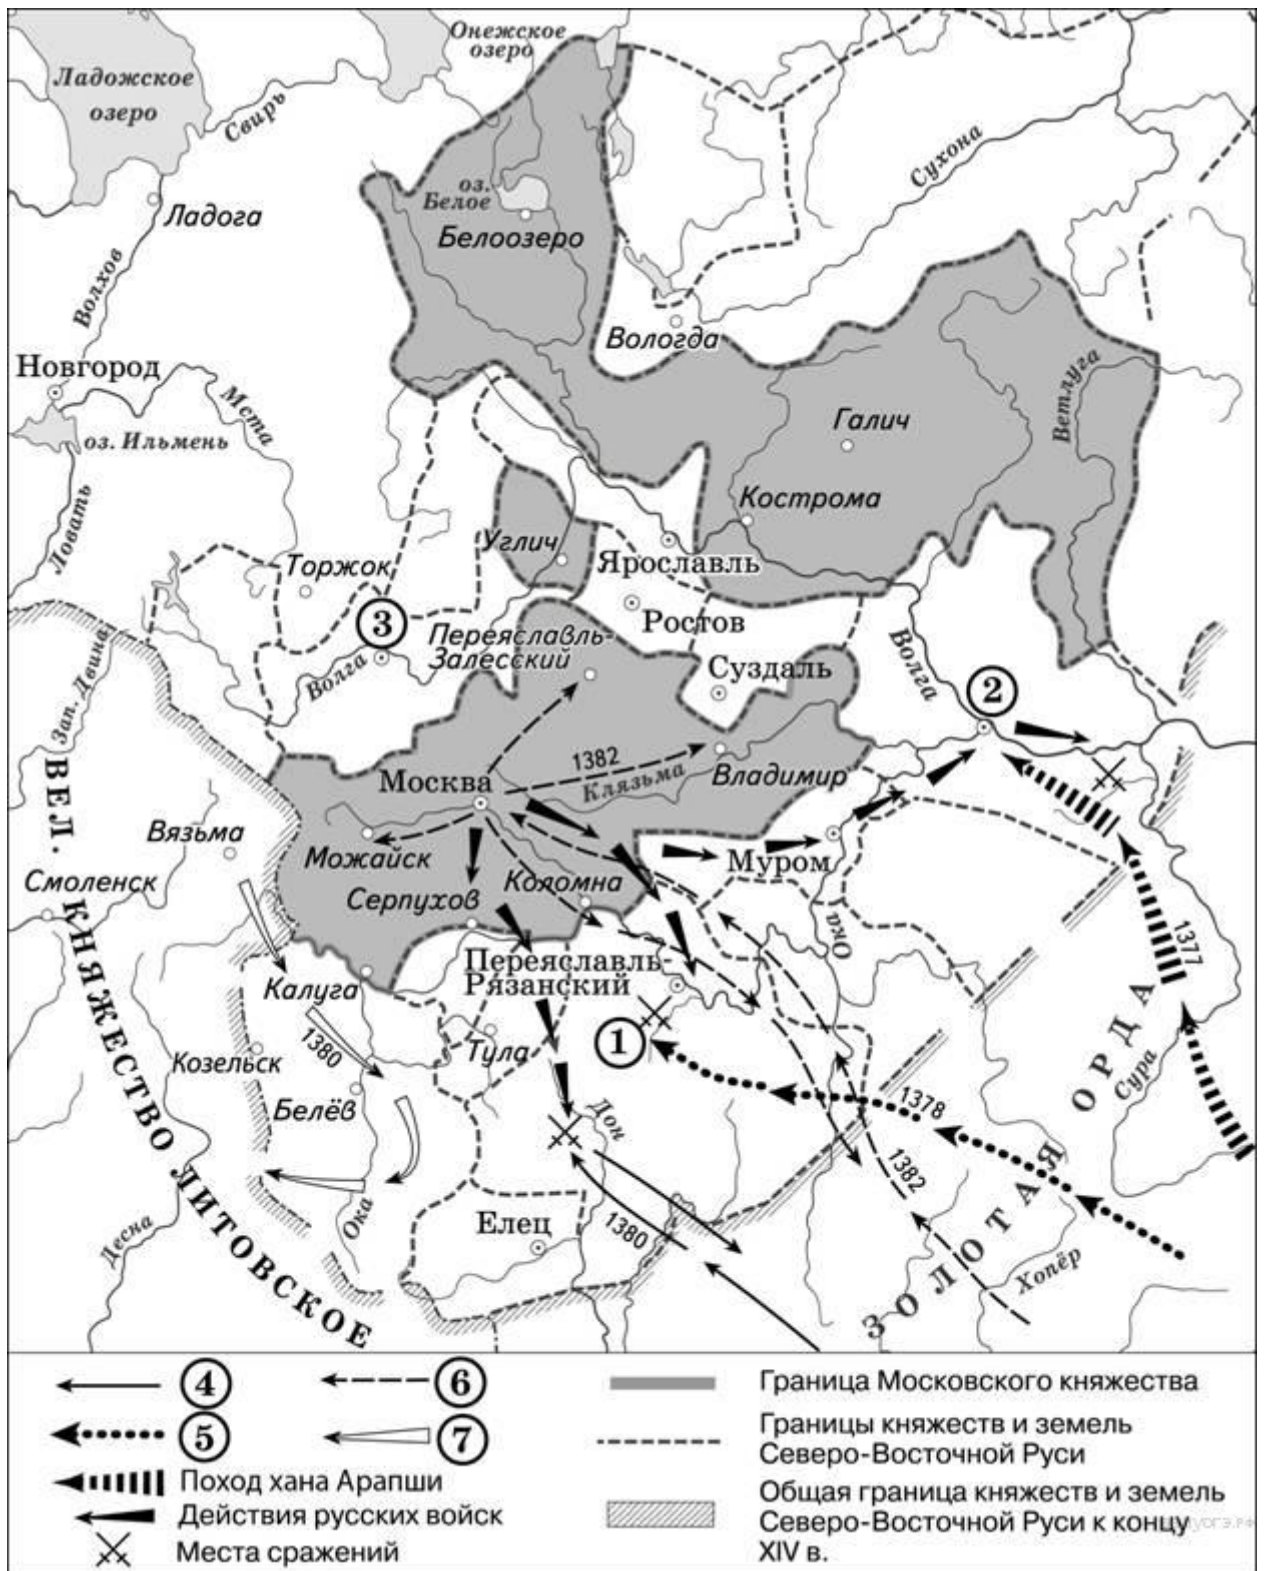 Онежское
озеро
Ладожское
озеро
Свирь
Сухона
оз.
Белое
Ладога
Белоозеро
Волхов
Вологда
Новгород
Мста
Ветлуга
Галич
оз. Ильмень
Кострома
Ловать
Углич
Ярославль
Торжок
3
Ростов
Переяславль-
Залесский
Волга
Зап. Двина
Суздаль
Волга
2
1382
Москва
Клязьма
Владимир
Вязьма
Можайск
Муром
Смоленск
Серпухов
Коломна
Ока
1377
Переяславль-
Рязанский
Калуга
1
Тула
1380
Козельск
Белёв
Дон
1378
Сура
1382
Ока
Елец
1380
Десна
Хопёр
ВЕЛ. КНЯЖЕСТВО ЛИТОВСКОЕ
ЗОЛОТАЯ ОРДА
4
6
Граница Московского княжества
5
7
Границы княжеств и земель
Северо-Восточной Руси
Поход хана Арапши
Действия русских войск
Места сражений
Общая граница княжеств и земель
Северо-Восточной Руси к концу
XIV в.